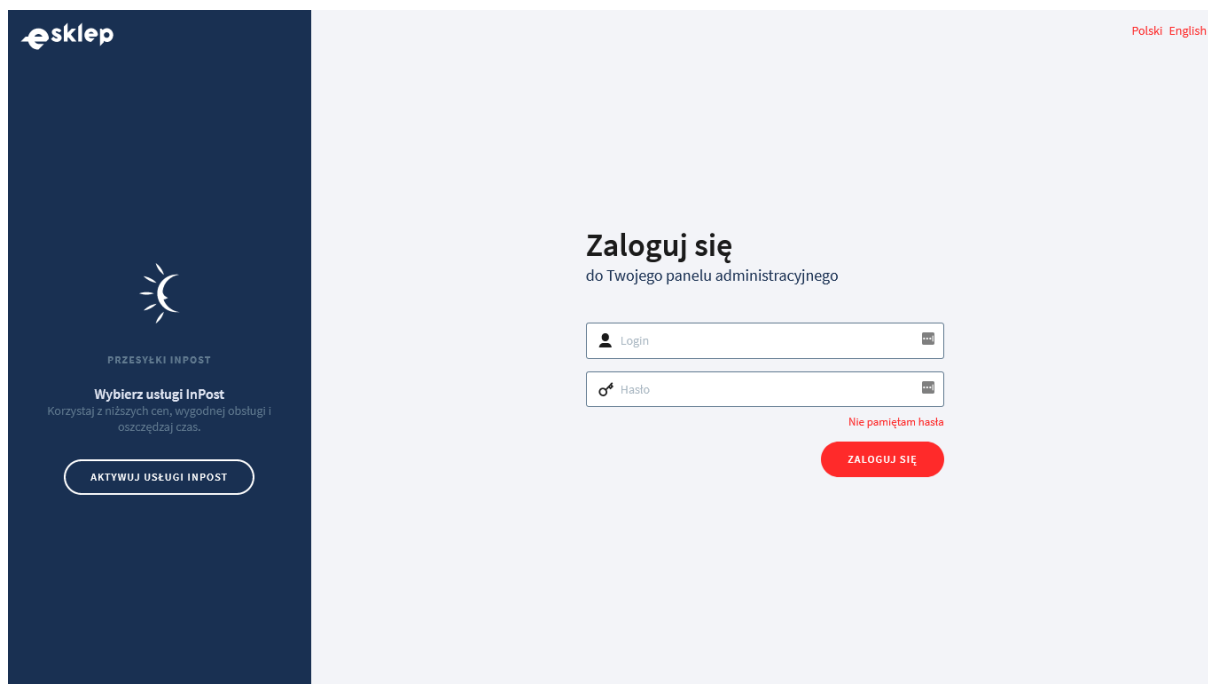 esklep
Polski English
PRZESYŁKI INPOST
Wybierz usługi InPost
Korzystaj z niższych cen, wygodnej obsługi i
oszczędzaj czas.
AKTYWUJ USŁUGI INPOST
Zaloguj się
do Twojego panelu administracyjnego
Login
Hasło
Nie pamiętam hasła
ZALOGUJ SIĘ